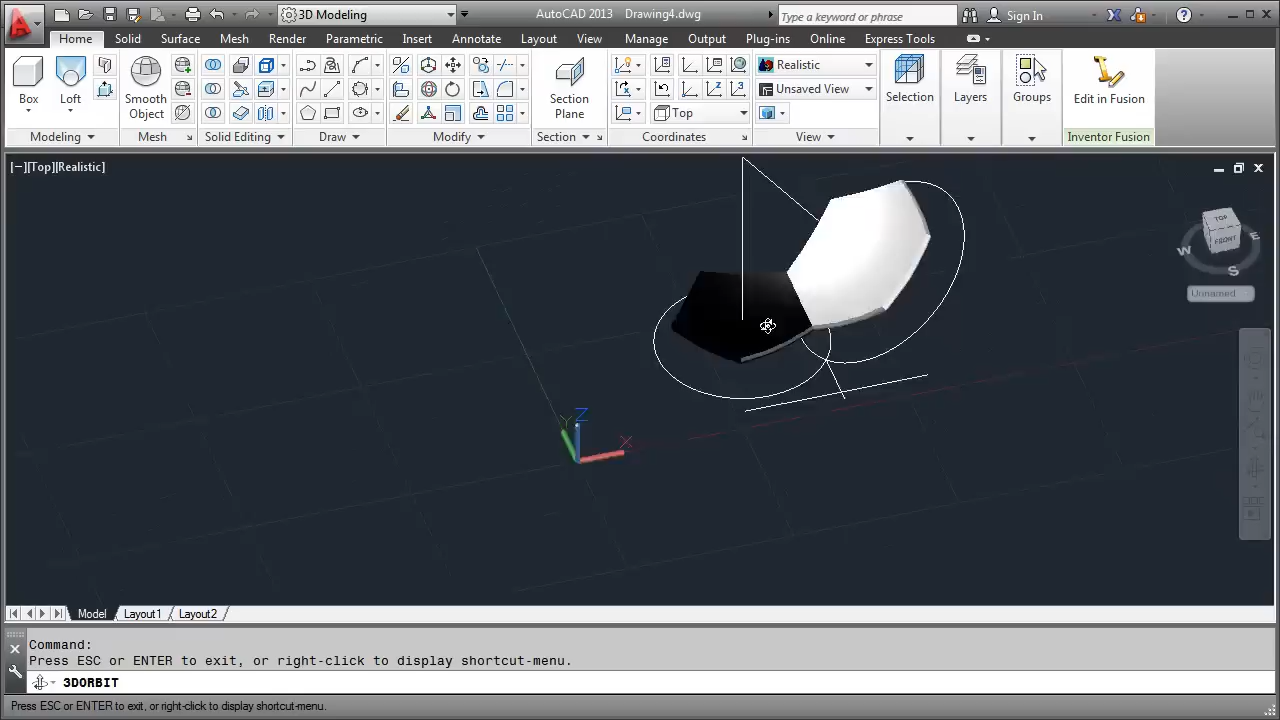 3D Modeling
AutoCAD 2013 Drawing4.dwg
Type a keyword or phrase
Sign In
Home Solid Surface Mesh Render Parametric Insert Annotate Layout View Manage Output Plug-ins Online Express Tools
Box
Loft
Smooth
Object
Section
Plane
Realistic
Unsaved View
Top
Selection
Layers
Groups
Edit in Fusion
Modeling Mesh Solid Editing Draw Modify Section Coordinates View Inventor Fusion
[−][Top][Realistic]
TOP
FRONT
W
E
S
Unnamed
Y
Z
X
Model Layout1 Layout2
Command:
Press ESC or ENTER to exit, or right-click to display shortcut-menu.
3DORBIT
Press ESC or ENTER to exit, or right-click to display shortcut-menu.